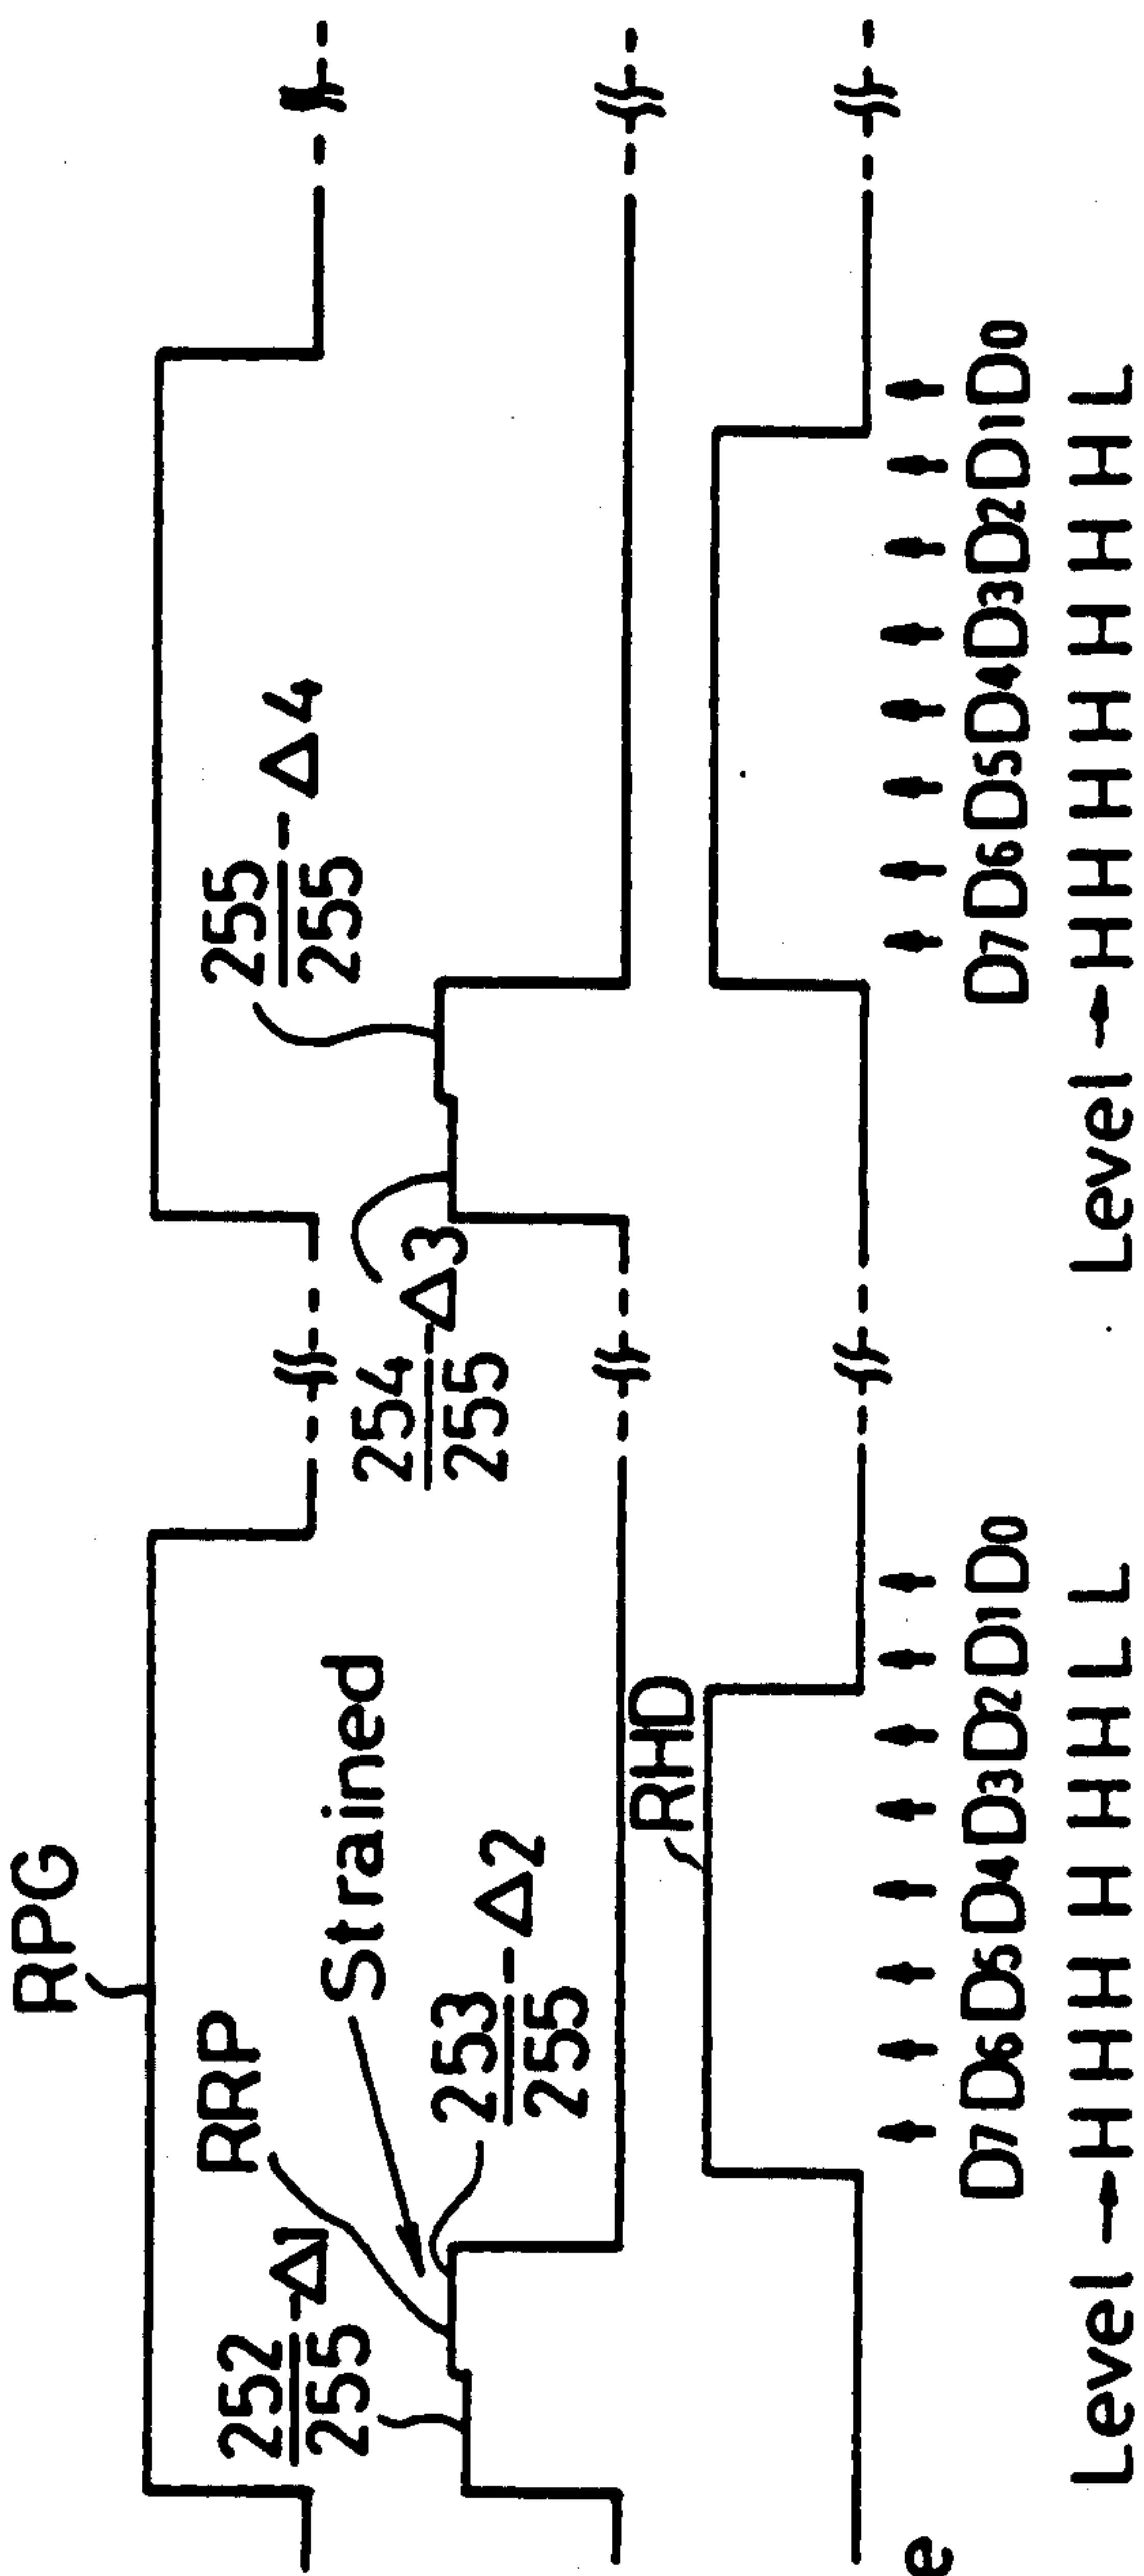 RPG
RRP
Strained
252/255-Δ1
253/255-Δ2
254/255-Δ3
255/255-Δ4
RHD
D7 D6 D5 D4 D3 D2 D1 D0
D7 D6 D5 D4 D3 D2 D1 D0
Level → H H H H H H L L
Level → H H H H H H H L
e